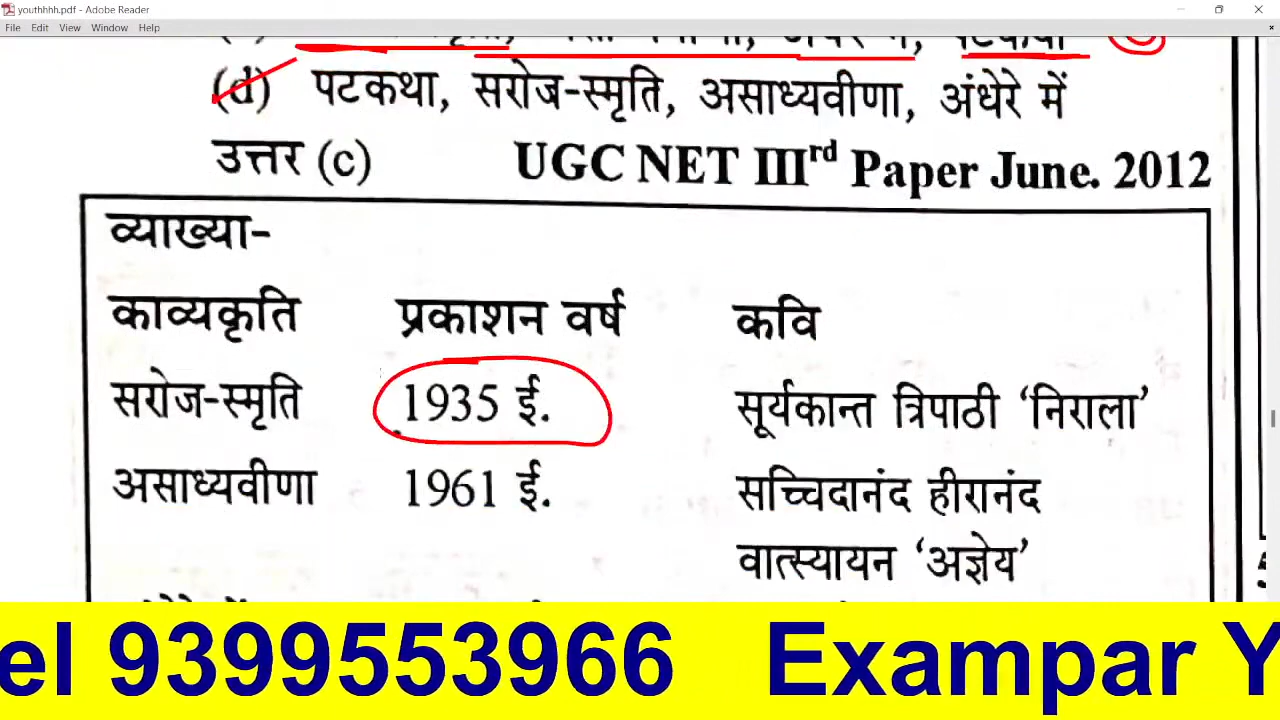 youthhhh.pdf - Adobe Reader
File Edit View Window Help
(d) पटकथा, सरोज-स्मृति, असाध्यवीणा, अंधेरे में
उत्तर (c) UGC NET IIIrd Paper June. 2012
व्याख्या-
काव्यकृति प्रकाशन वर्ष कवि
सरोज-स्मृति 1935 ई. सूर्यकान्त त्रिपाठी ‘निराला’
असाध्यवीणा 1961 ई. सच्चिदानंद हीरानंद
वात्स्यायन ‘अज्ञेय’
el 9399553966 Exampar Y